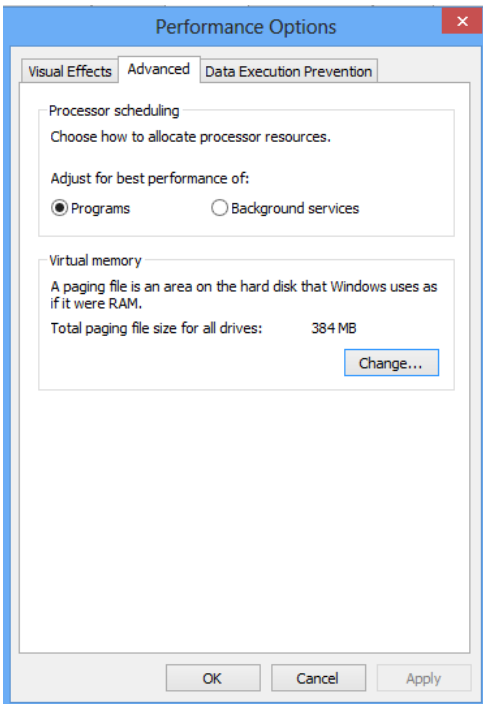 Performance Options
Visual Effects Advanced Data Execution Prevention
Processor scheduling
Choose how to allocate processor resources.
Adjust for best performance of:
Programs Background services
Virtual memory
A paging file is an area on the hard disk that Windows uses as
if it were RAM.
Total paging file size for all drives: 384 MB
Change...
OK Cancel Apply